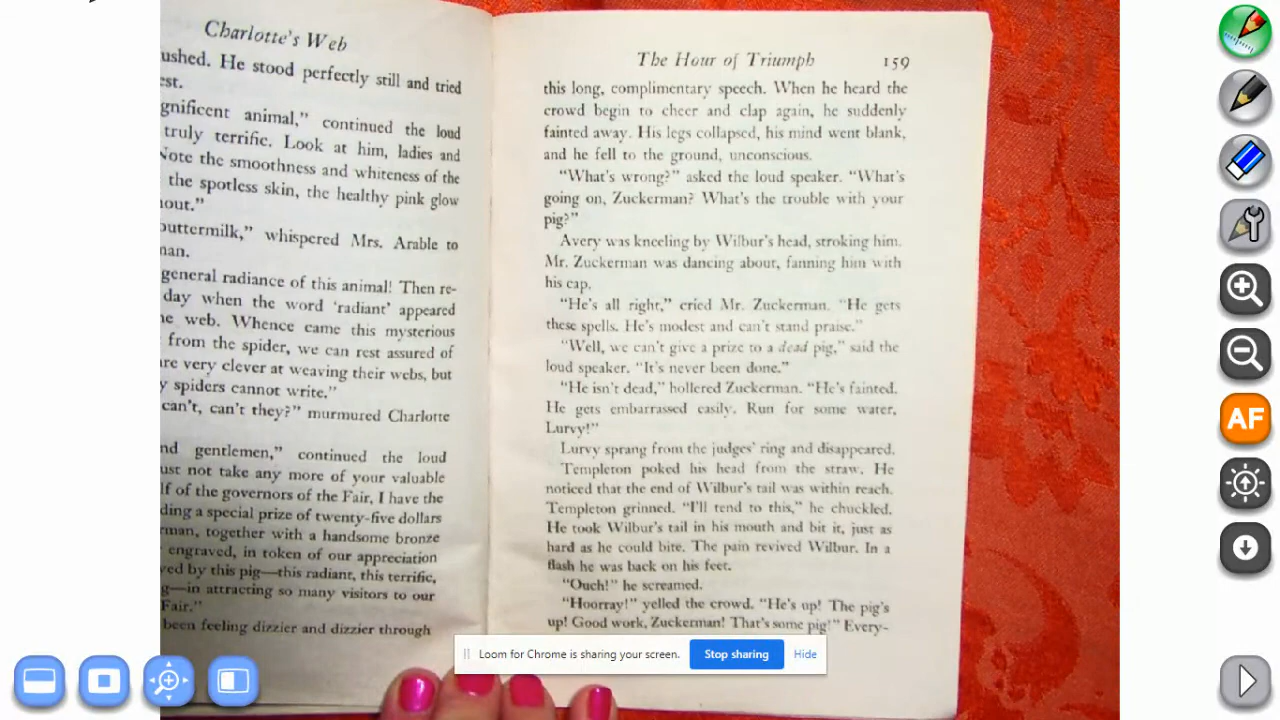 Charlotte's Web
ushed. He stood perfectly still and tried
est.
gnificent animal," continued the loud
truly terrific. Look at him, ladies and
Note the smoothness and whiteness of the
the spotless skin, the healthy pink glow
out."
buttermilk," whispered Mrs. Arable to
man.
general radiance of this animal! Then re-
day when the word 'radiant' appeared
e web. Whence came this mysterious
from the spider, we can rest assured of
are very clever at weaving their webs, but
y spiders cannot write."
can't, can't they?" murmured Charlotte
nd gentlemen," continued the loud
ust not take any more of your valuable
lf of the governors of the Fair, I have the
ding a special prize of twenty-five dollars
rman, together with a handsome bronze
engraved, in token of our appreciation
ved by this pig—this radiant, this terrific,
g—in attracting so many visitors to our
Fair."
been feeling dizzier and dizzier through
The Hour of Triumph 159
this long, complimentary speech. When he heard the
crowd begin to cheer and clap again, he suddenly
fainted away. His legs collapsed, his mind went blank,
and he fell to the ground, unconscious.
"What's wrong?" asked the loud speaker. "What's
going on, Zuckerman? What's the trouble with your
pig?"
Avery was kneeling by Wilbur's head, stroking him.
Mr. Zuckerman was dancing about, fanning him with
his cap.
"He's all right," cried Mr. Zuckerman. "He gets
these spells. He's modest and can't stand praise."
"Well, we can't give a prize to a dead pig," said the
loud speaker. "It's never been done."
"He isn't dead," hollered Zuckerman. "He's fainted.
He gets embarrassed easily. Run for some water,
Lurvy!"
Lurvy sprang from the judges' ring and disappeared.
Templeton poked his head from the straw. He
noticed that the end of Wilbur's tail was within reach.
Templeton grinned. "I'll tend to this," he chuckled.
He took Wilbur's tail in his mouth and bit it, just as
hard as he could bite. The pain revived Wilbur. In a
flash he was back on his feet.
"Ouch!" he screamed.
"Hoorray!" yelled the crowd. "He's up! The pig's
up! Good work, Zuckerman! That's some pig!" Every-
Loom for Chrome is sharing your screen. Stop sharing Hide
AF